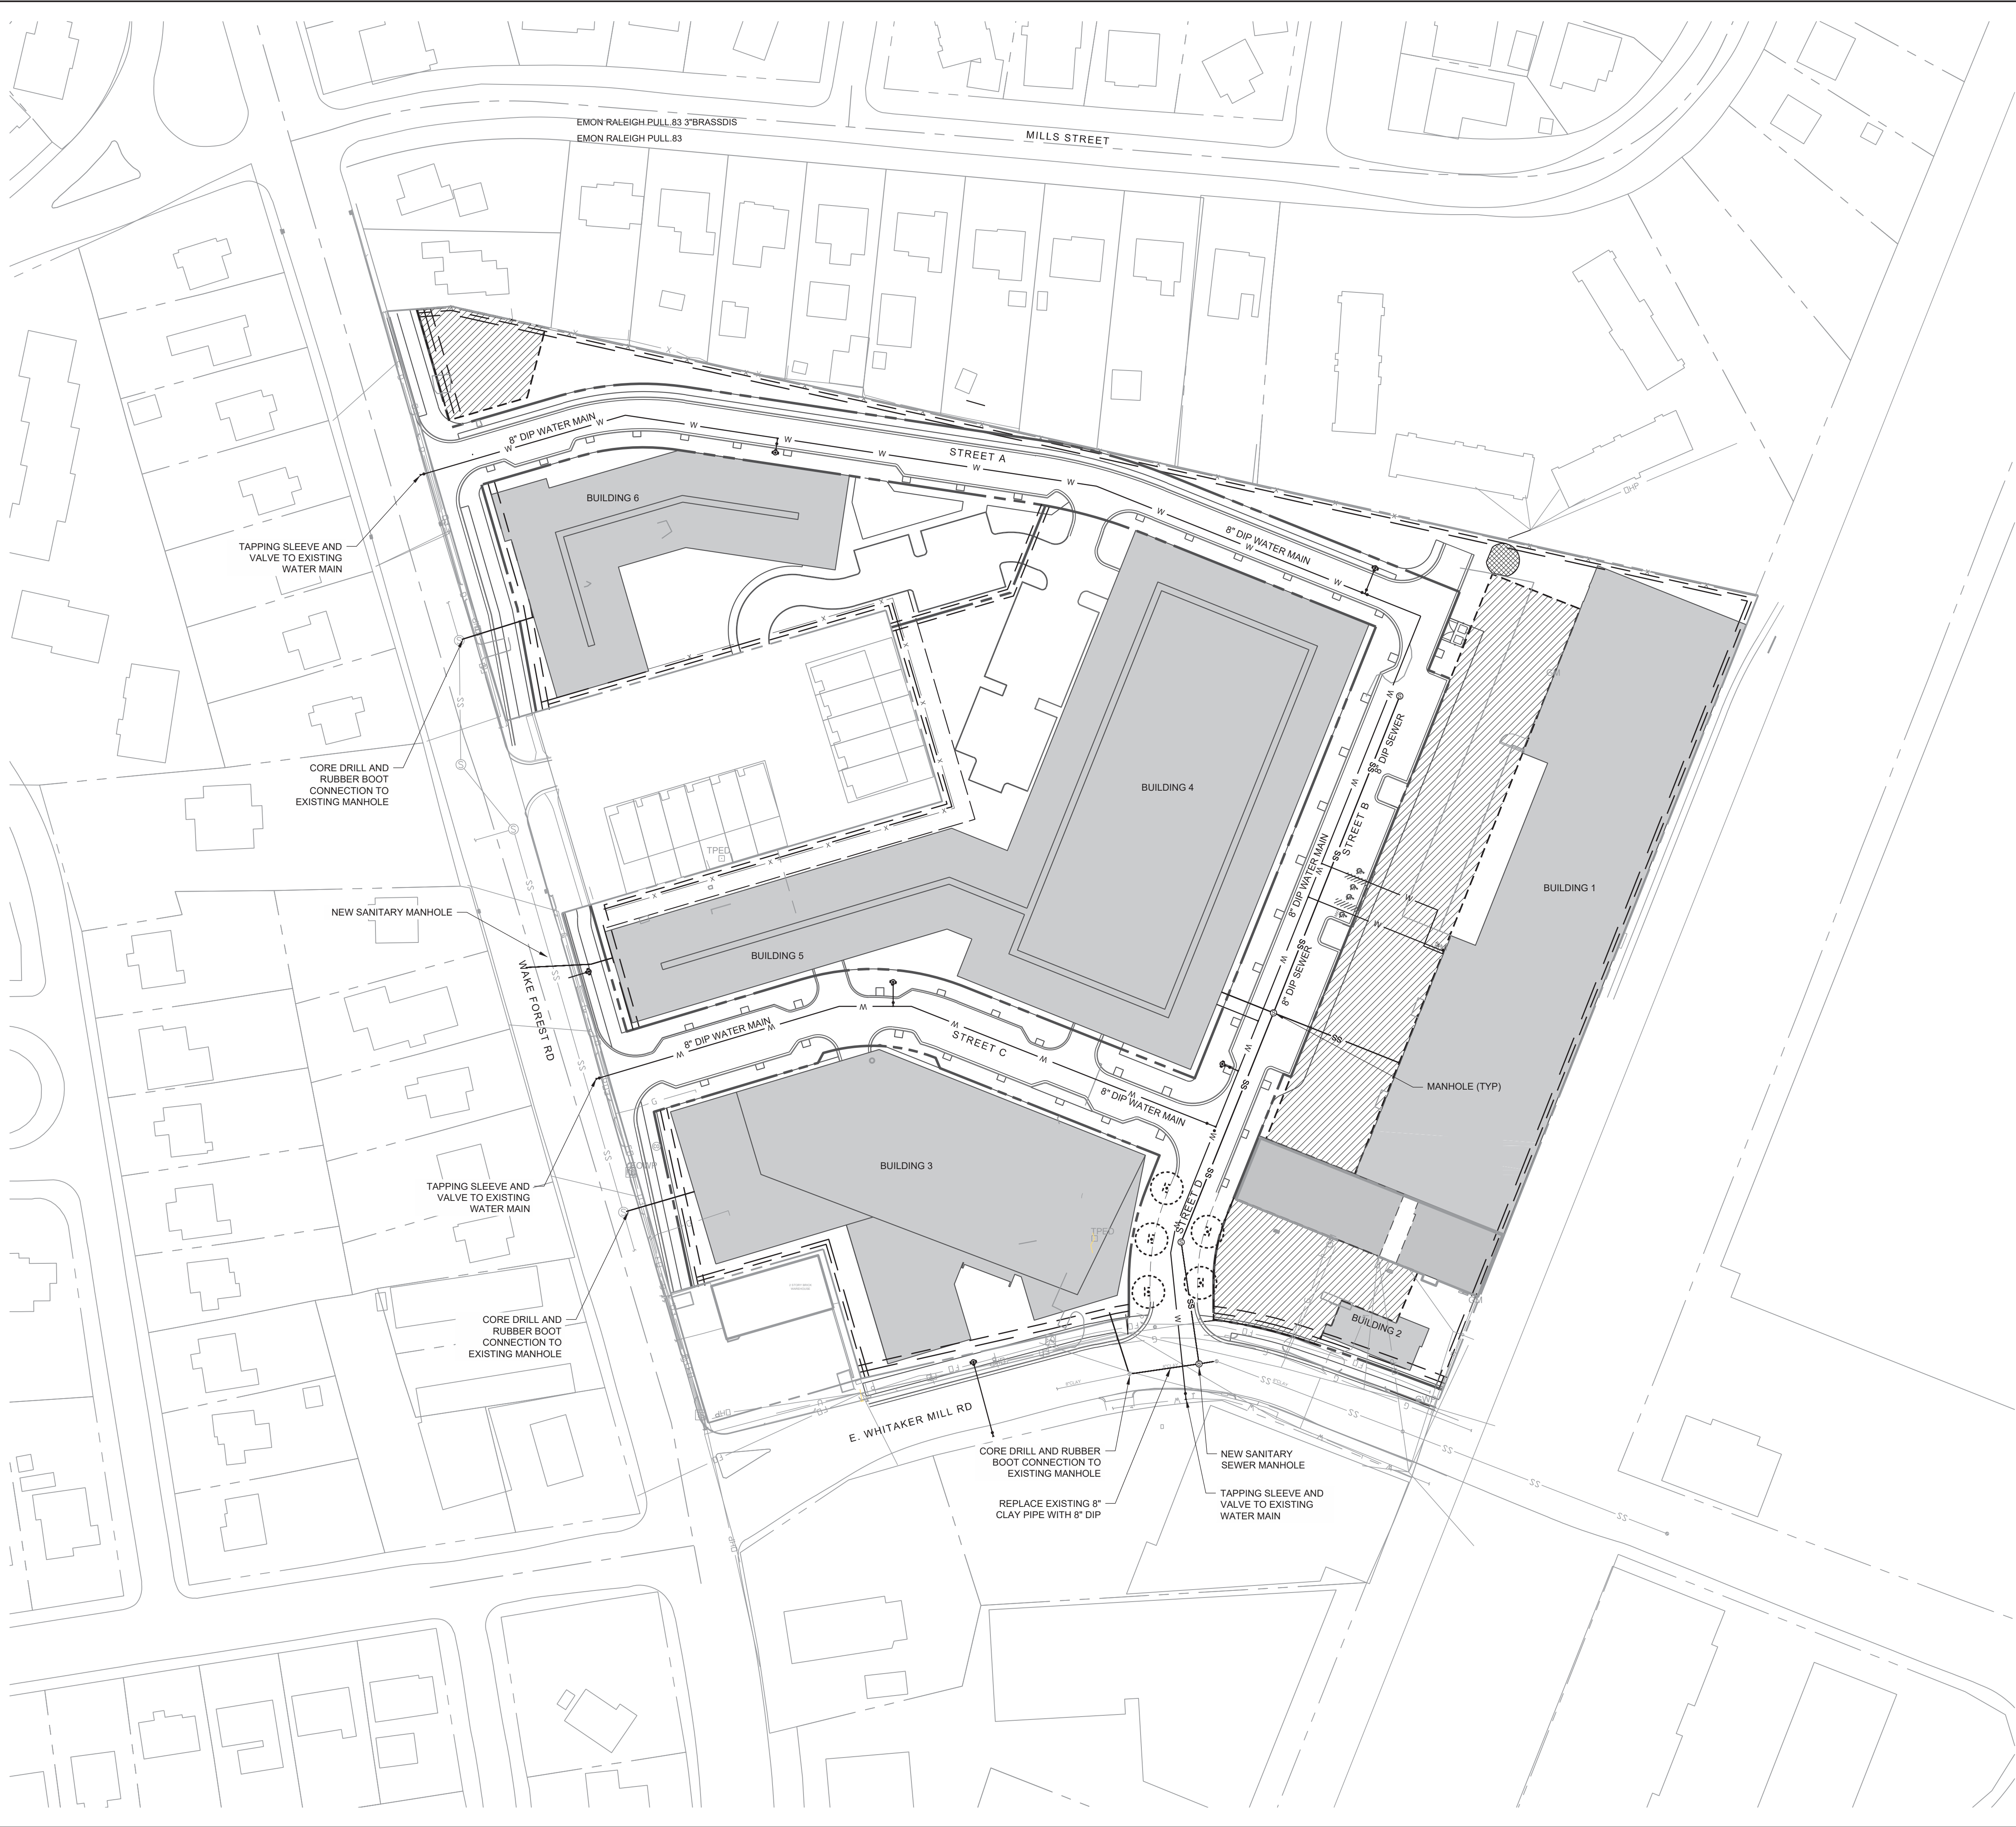 EMON RALEIGH PULL.83 3"BRASSDIS
EMON RALEIGH PULL.83
MILLS STREET
8" DIP WATER MAIN
STREET A
BUILDING 6
8" DIP WATER MAIN
TAPPING SLEEVE AND
VALVE TO EXISTING
WATER MAIN
CORE DRILL AND
RUBBER BOOT
CONNECTION TO
EXISTING MANHOLE
BUILDING 4
8" DIP SEWER
STREET B
8" DIP WATER MAIN
BUILDING 1
TPED
NEW SANITARY MANHOLE
WAKE FOREST RD
BUILDING 5
8" DIP SEWER
8" DIP WATER MAIN
STREET C
8" DIP WATER MAIN
MANHOLE (TYP)
BUILDING 3
TAPPING SLEEVE AND
VALVE TO EXISTING
WATER MAIN
STREET D
TPED
CORE DRILL AND
RUBBER BOOT
CONNECTION TO
EXISTING MANHOLE
BUILDING 2
E. WHITAKER MILL RD
CORE DRILL AND RUBBER
BOOT CONNECTION TO
EXISTING MANHOLE
NEW SANITARY
SEWER MANHOLE
REPLACE EXISTING 8"
CLAY PIPE WITH 8" DIP
TAPPING SLEEVE AND
VALVE TO EXISTING
WATER MAIN